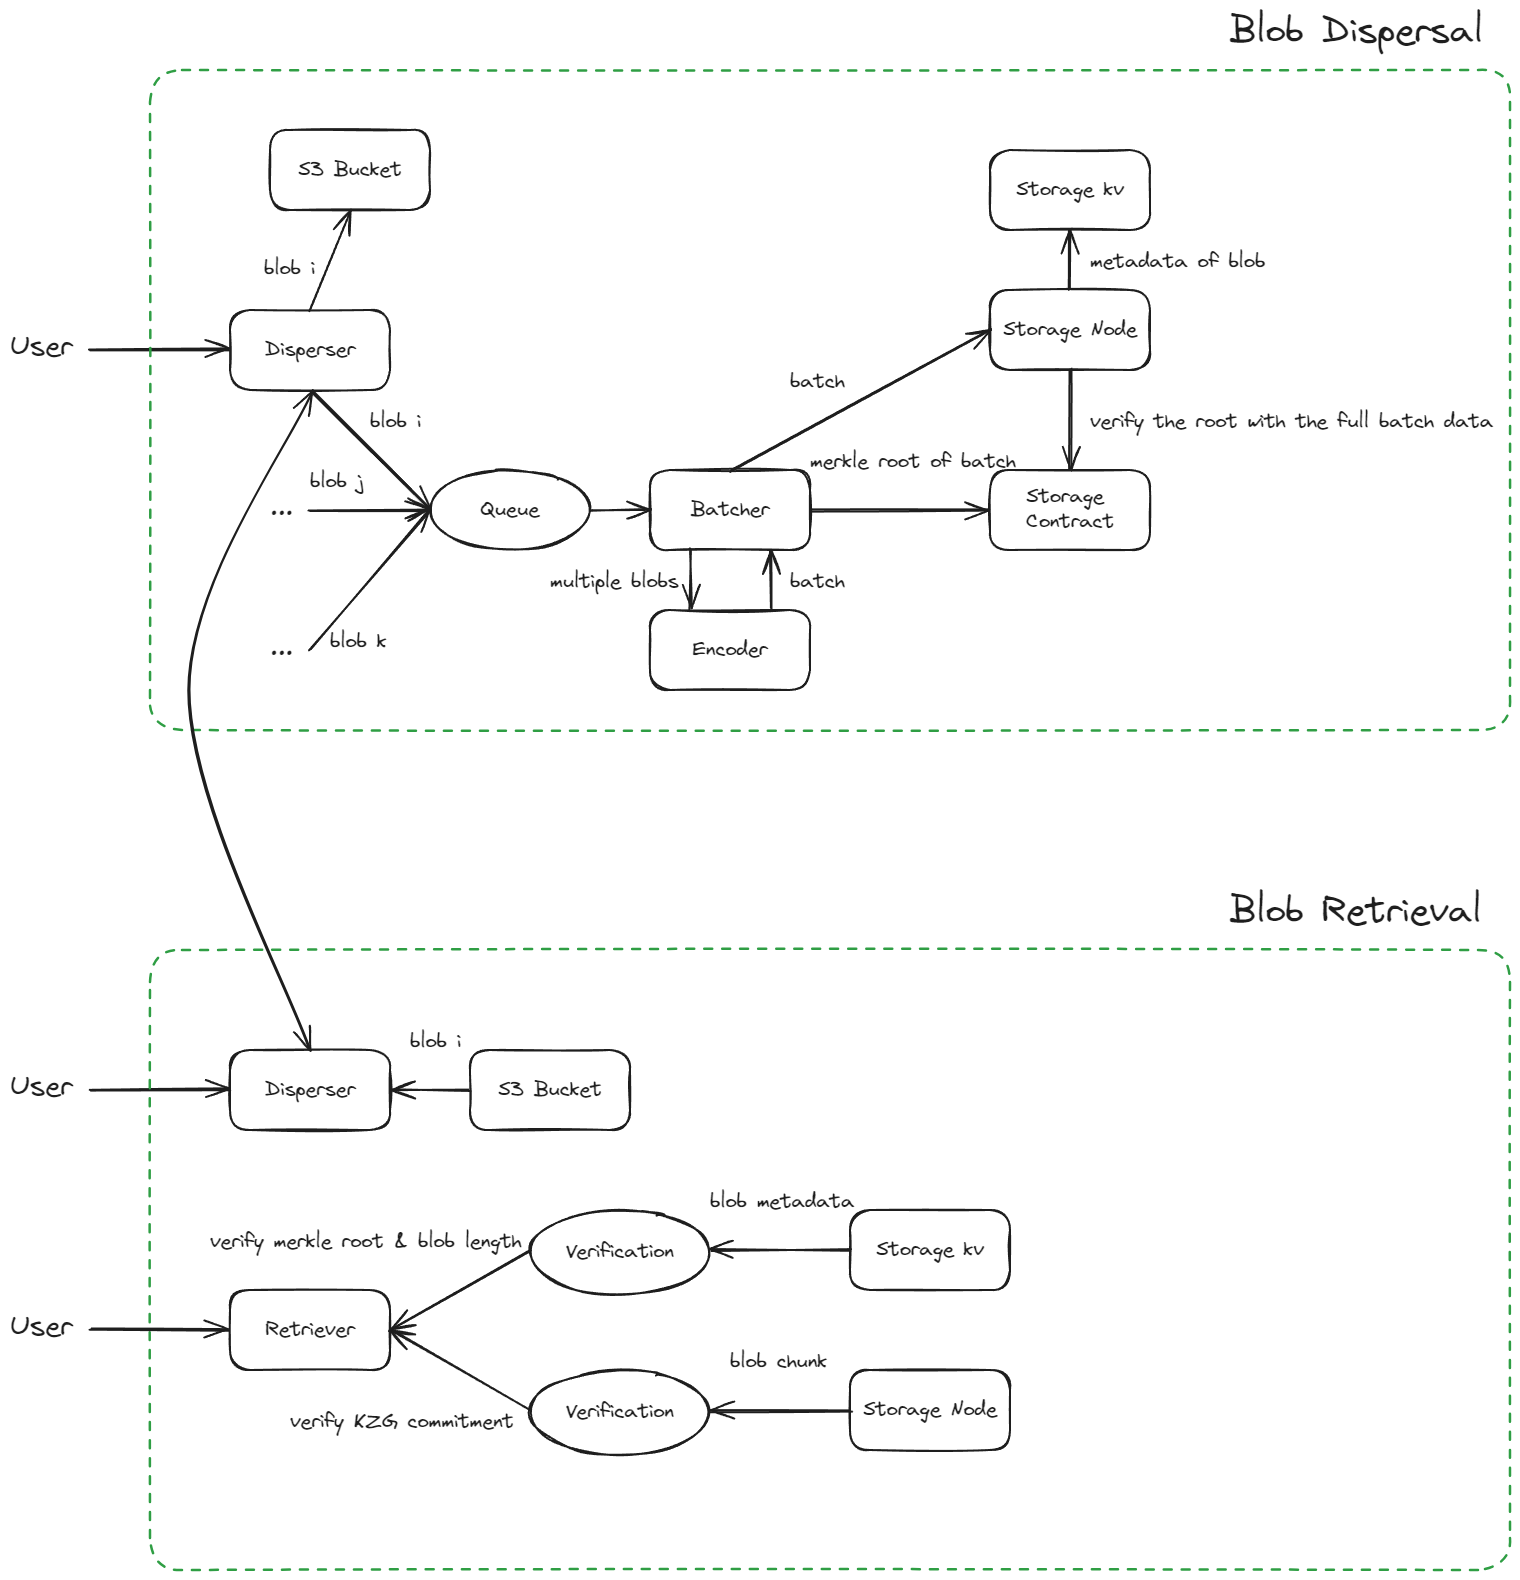 Blob Dispersal
S3 Bucket
Storage kv
blob i
metadata of blob
User
Disperser
Storage Node
batch
blob i
verify the root with the full batch data
merkle root of batch
blob j
...
Queue
Batcher
Storage
Contract
multiple blobs
batch
...
blob k
Encoder
Blob Retrieval
blob i
User
Disperser
S3 Bucket
blob metadata
verify merkle root & blob length
Verification
Storage kv
User
Retriever
blob chunk
verify KZG commitment
Verification
Storage Node